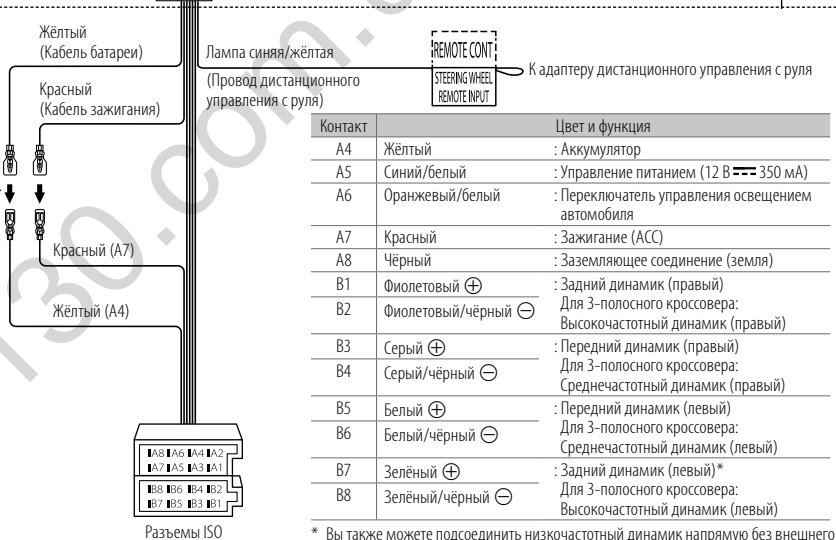 Жёлтый
(Кабель батареи)
Красный
(Кабель зажигания)
Лампа синяя/жёлтая
(Провод дистанционного
управления с руля)
REMOTE CONT
STEERING WHEEL
REMOTE INPUT
К адаптеру дистанционного управления с руля
Контакт Цвет и функция
A4 Жёлтый : Аккумулятор
A5 Синий/белый : Управление питанием (12 В ⎓ 350 мА)
A6 Оранжевый/белый : Переключатель управления освещением
автомобиля
A7 Красный : Зажигание (ACC)
A8 Чёрный : Заземляющее соединение (земля)
B1 Фиолетовый ⊕ : Задний динамик (правый)
B2 Фиолетовый/чёрный ⊖ Для 3-полосного кроссовера:
Высокочастотный динамик (правый)
B3 Серый ⊕ : Передний динамик (правый)
B4 Серый/чёрный ⊖ Для 3-полосного кроссовера:
Среднечастотный динамик (правый)
B5 Белый ⊕ : Передний динамик (левый)
B6 Белый/чёрный ⊖ Для 3-полосного кроссовера:
Среднечастотный динамик (левый)
B7 Зелёный ⊕ : Задний динамик (левый)*
B8 Зелёный/чёрный ⊖ Для 3-полосного кроссовера:
Высокочастотный динамик (левый)
* Вы также можете подсоединить низкочастотный динамик напрямую без внешнего
Красный (A7)
Жёлтый (A4)
A8 A6 A4 A2
A7 A5 A3 A1
B8 B6 B4 B2
B7 B5 B3 B1
Разъемы ISO
130.com.